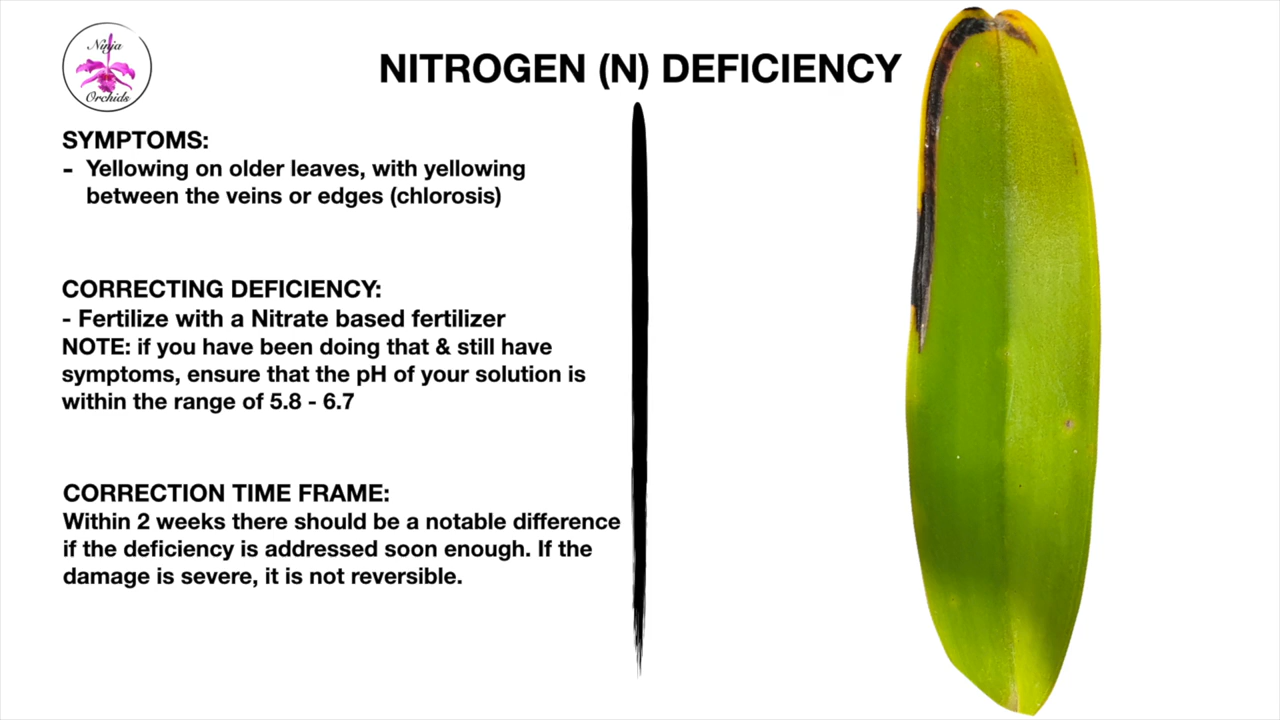 Ninja
Orchids
NITROGEN (N) DEFICIENCY
SYMPTOMS:
- Yellowing on older leaves, with yellowing
between the veins or edges (chlorosis)
CORRECTING DEFICIENCY:
- Fertilize with a Nitrate based fertilizer
NOTE: if you have been doing that & still have
symptoms, ensure that the pH of your solution is
within the range of 5.8 - 6.7
CORRECTION TIME FRAME:
Within 2 weeks there should be a notable difference
if the deficiency is addressed soon enough. If the
damage is severe, it is not reversible.